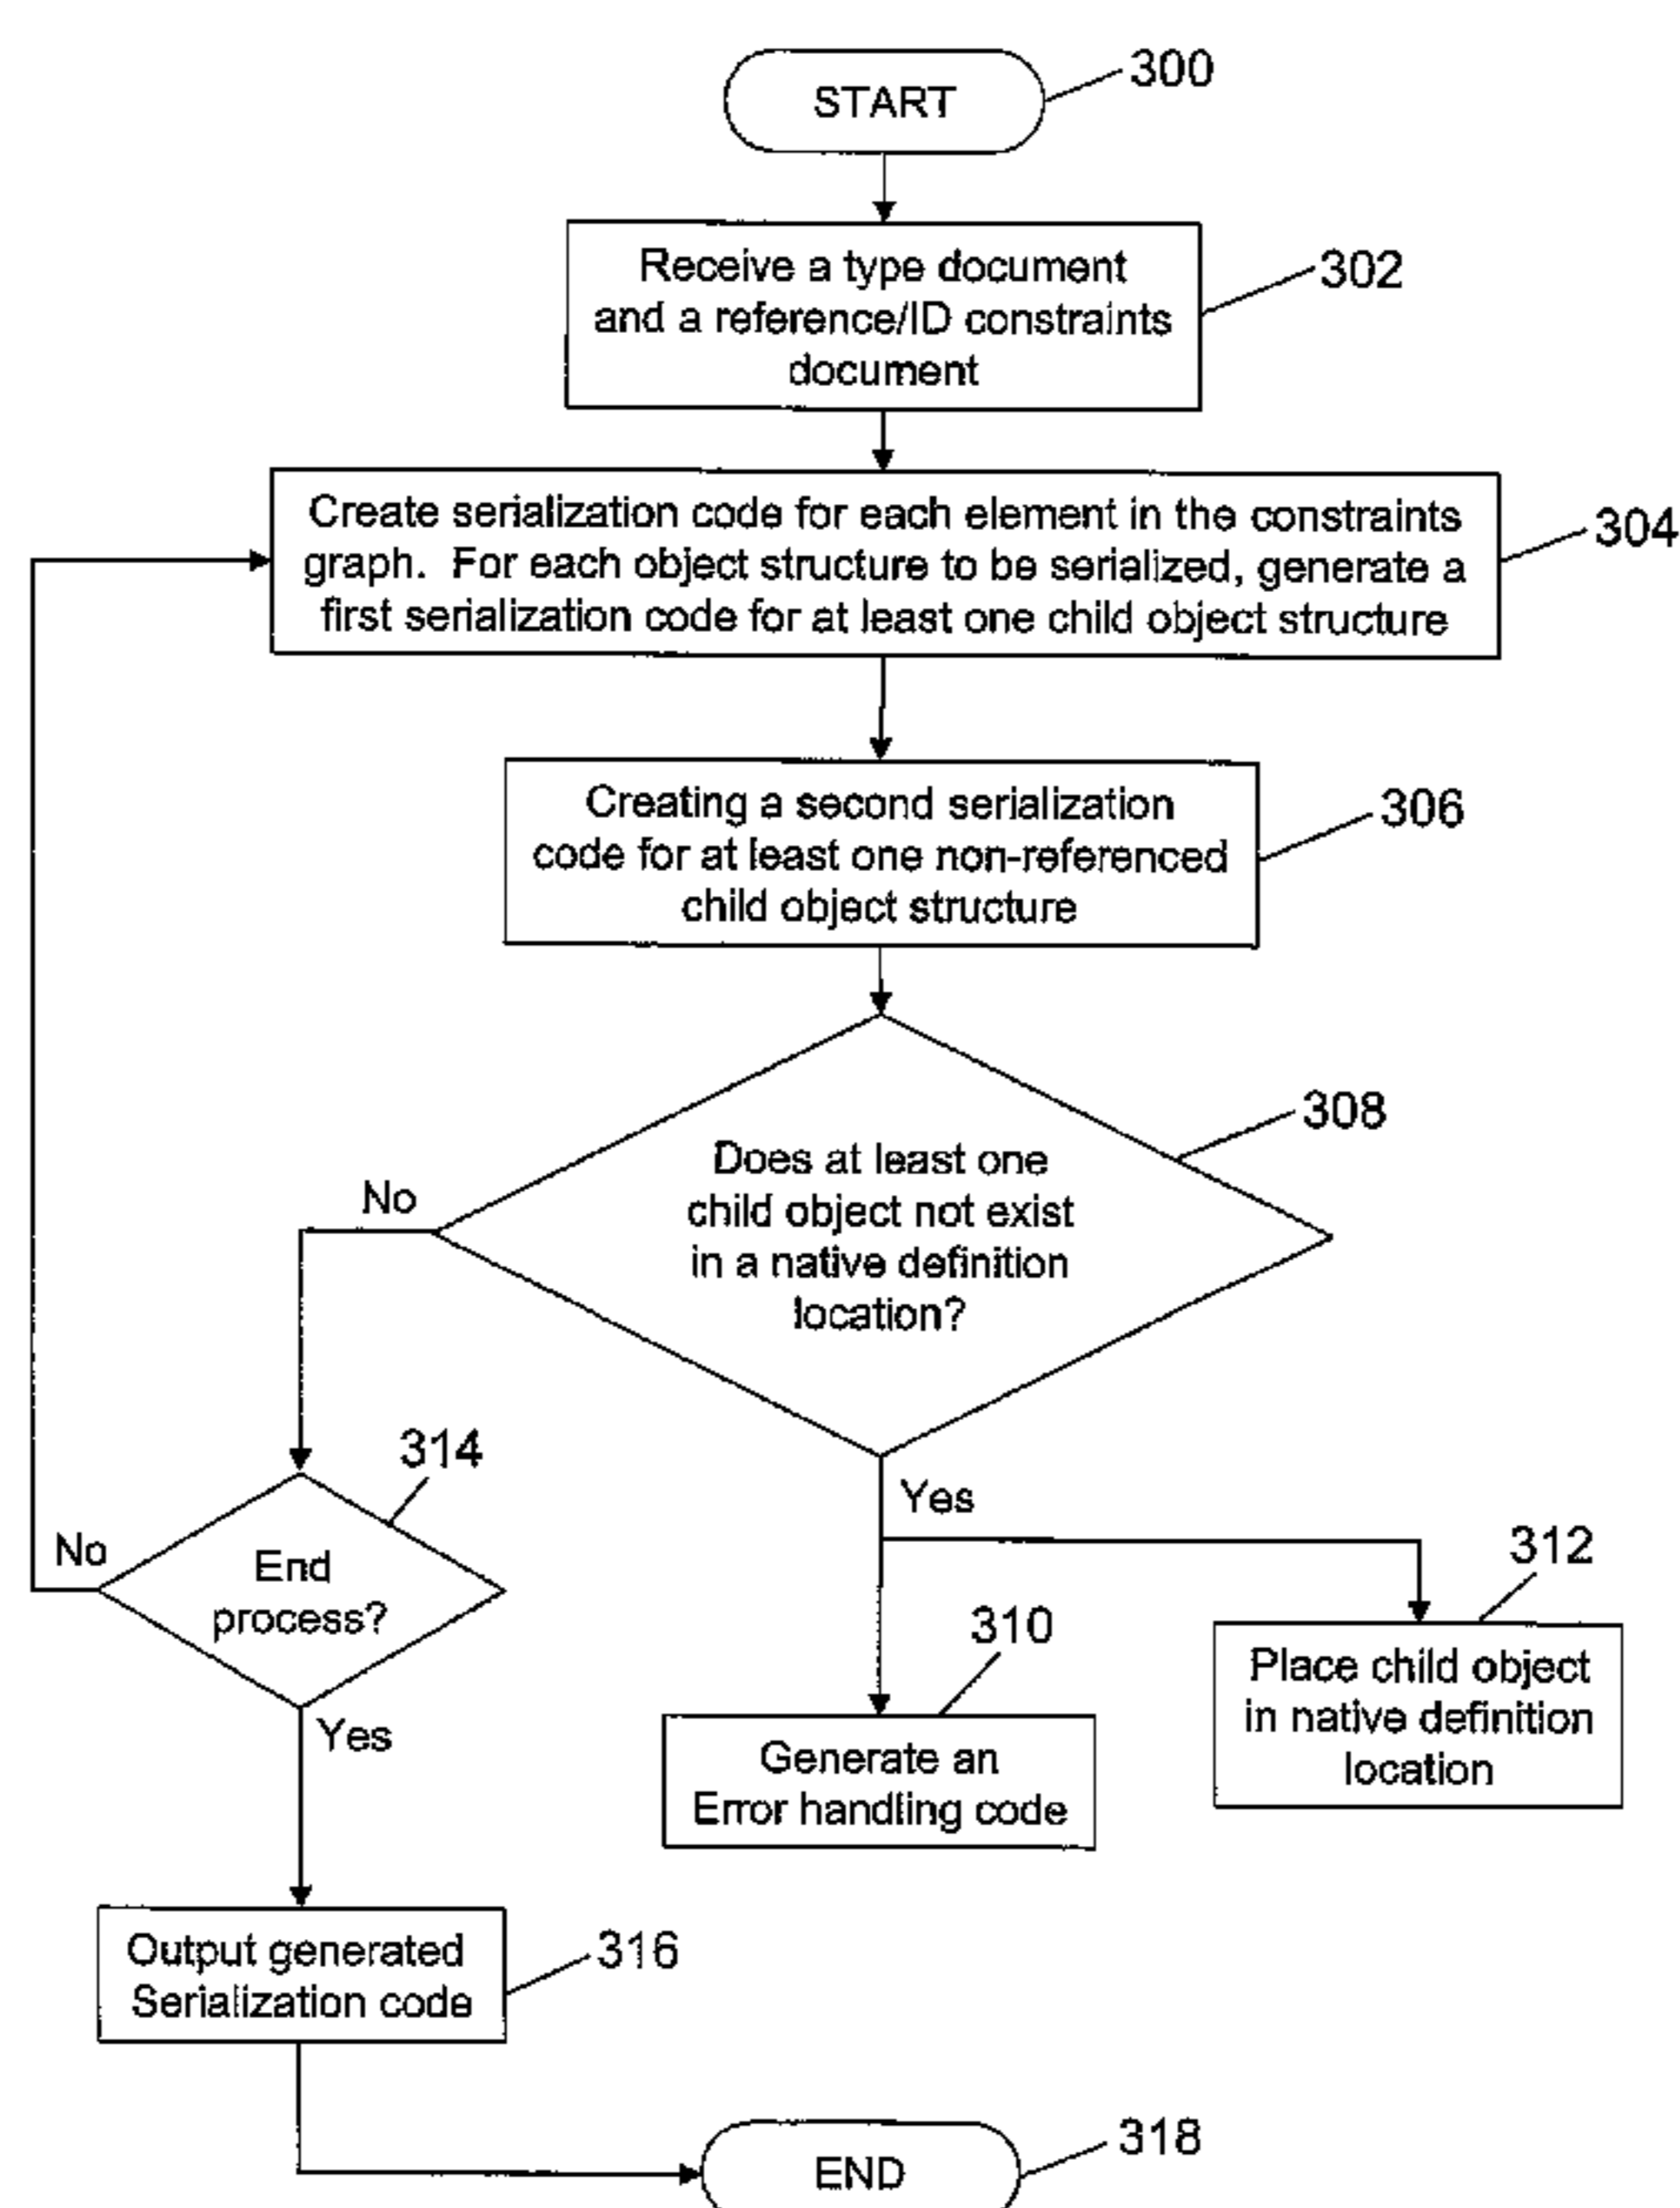 START
300
Receive a type document
and a reference/ID constraints
document
302
Create serialization code for each element in the constraints
graph. For each object structure to be serialized, generate a
first serialization code for at least one child object structure
304
Creating a second serialization
code for at least one non-referenced
child object structure
306
Does at least one
child object not exist
in a native definition
location?
308
No
Yes
314
End
process?
No
Yes
310
Generate an
Error handling code
312
Place child object
in native definition
location
Output generated
Serialization code
316
END
318